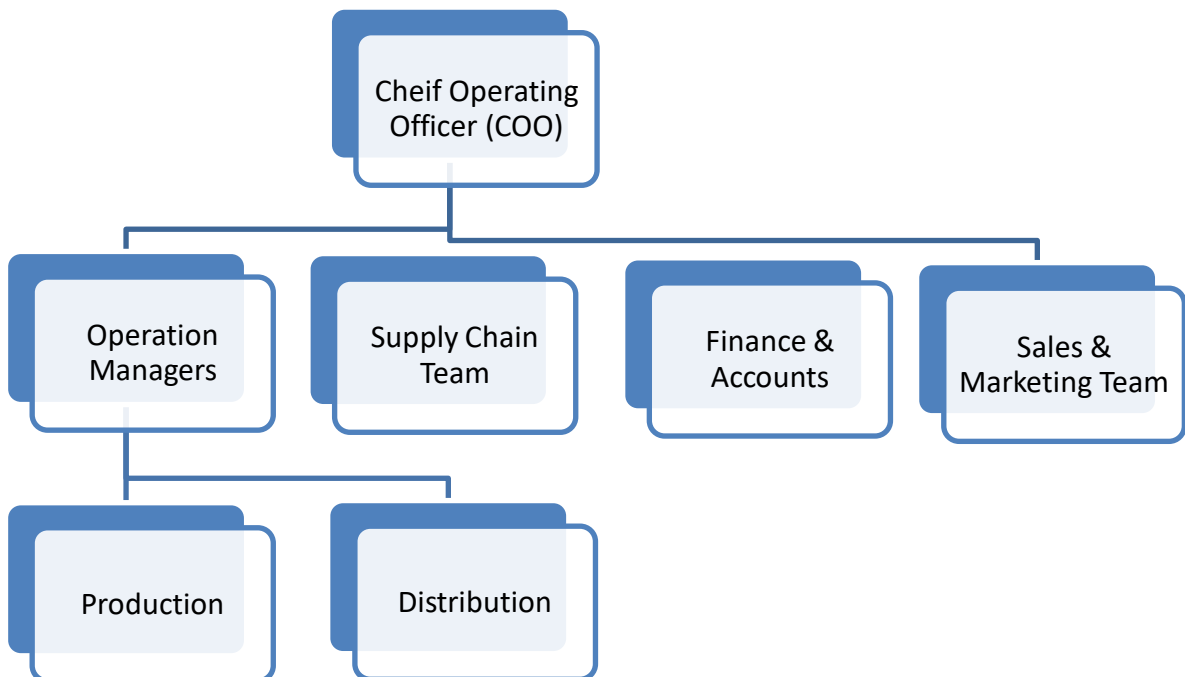 Cheif Operating
Officer (COO)
Operation
Managers
Supply Chain
Team
Finance &
Accounts
Sales &
Marketing Team
Production
Distribution